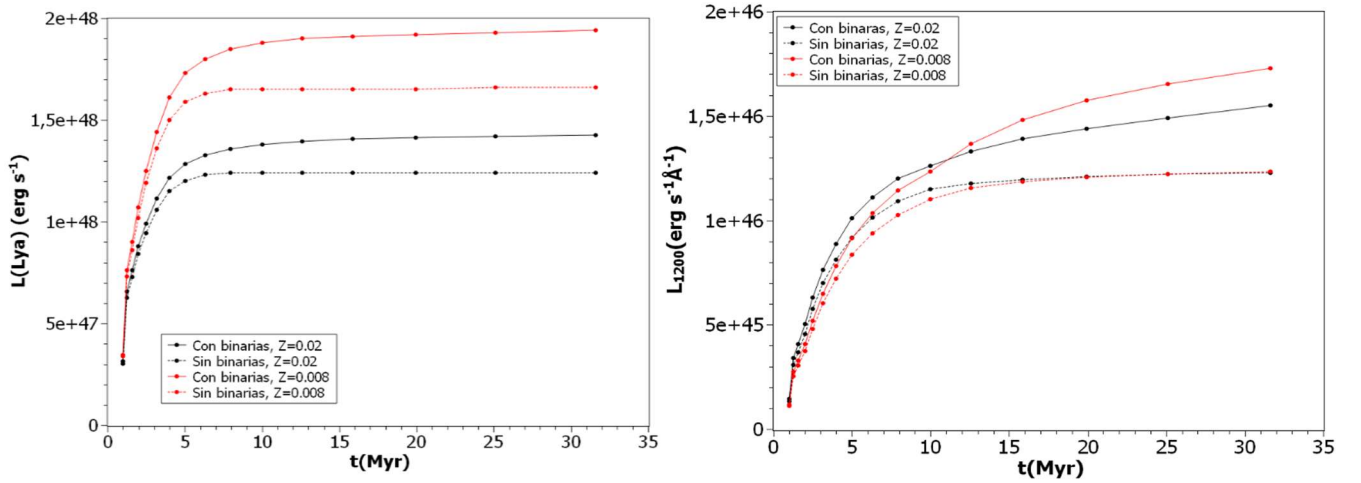 2e+48
1,5e+48
1e+48
5e+47
0
L(Lya) (erg s⁻¹)
Con binarias, Z=0.02
Sin binarias, Z=0.02
Con binarias, Z=0.008
Sin binarias, Z=0.008
0 5 10 15 20 25 30 35
t(Myr)
2e+46
1,5e+46
1e+46
5e+45
0
L₁₂₀₀(erg s⁻¹Å⁻¹)
Con binaras, Z=0.02
Sin binarias, Z=0.02
Con binarias, Z=0.008
Sin binarias, Z=0.008
0 5 10 15 20 25 30 35
t(Myr)